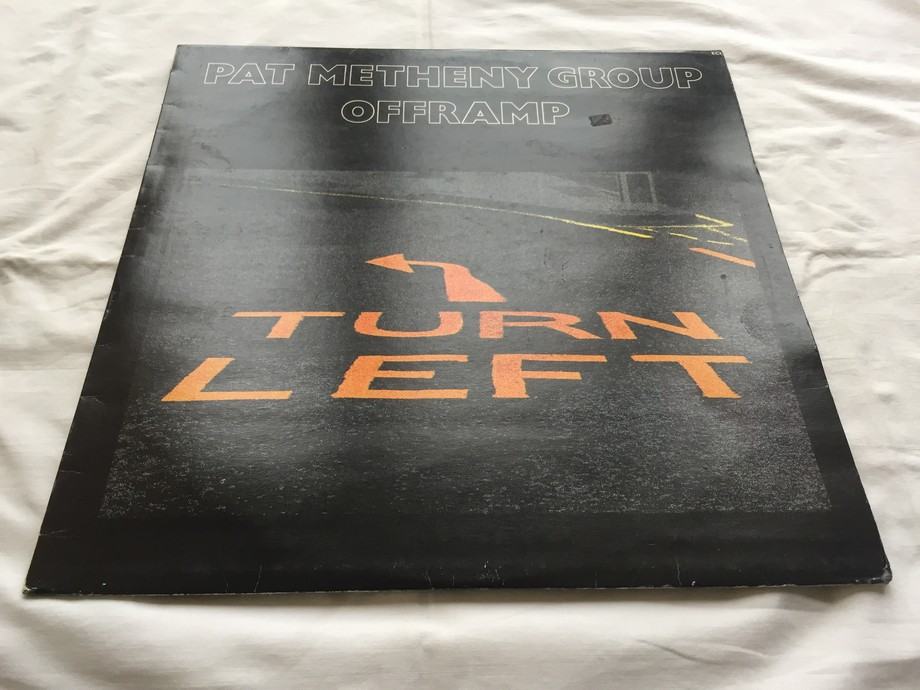 PAT METHENY GROUP
OFFRAMP
TURN
LEFT